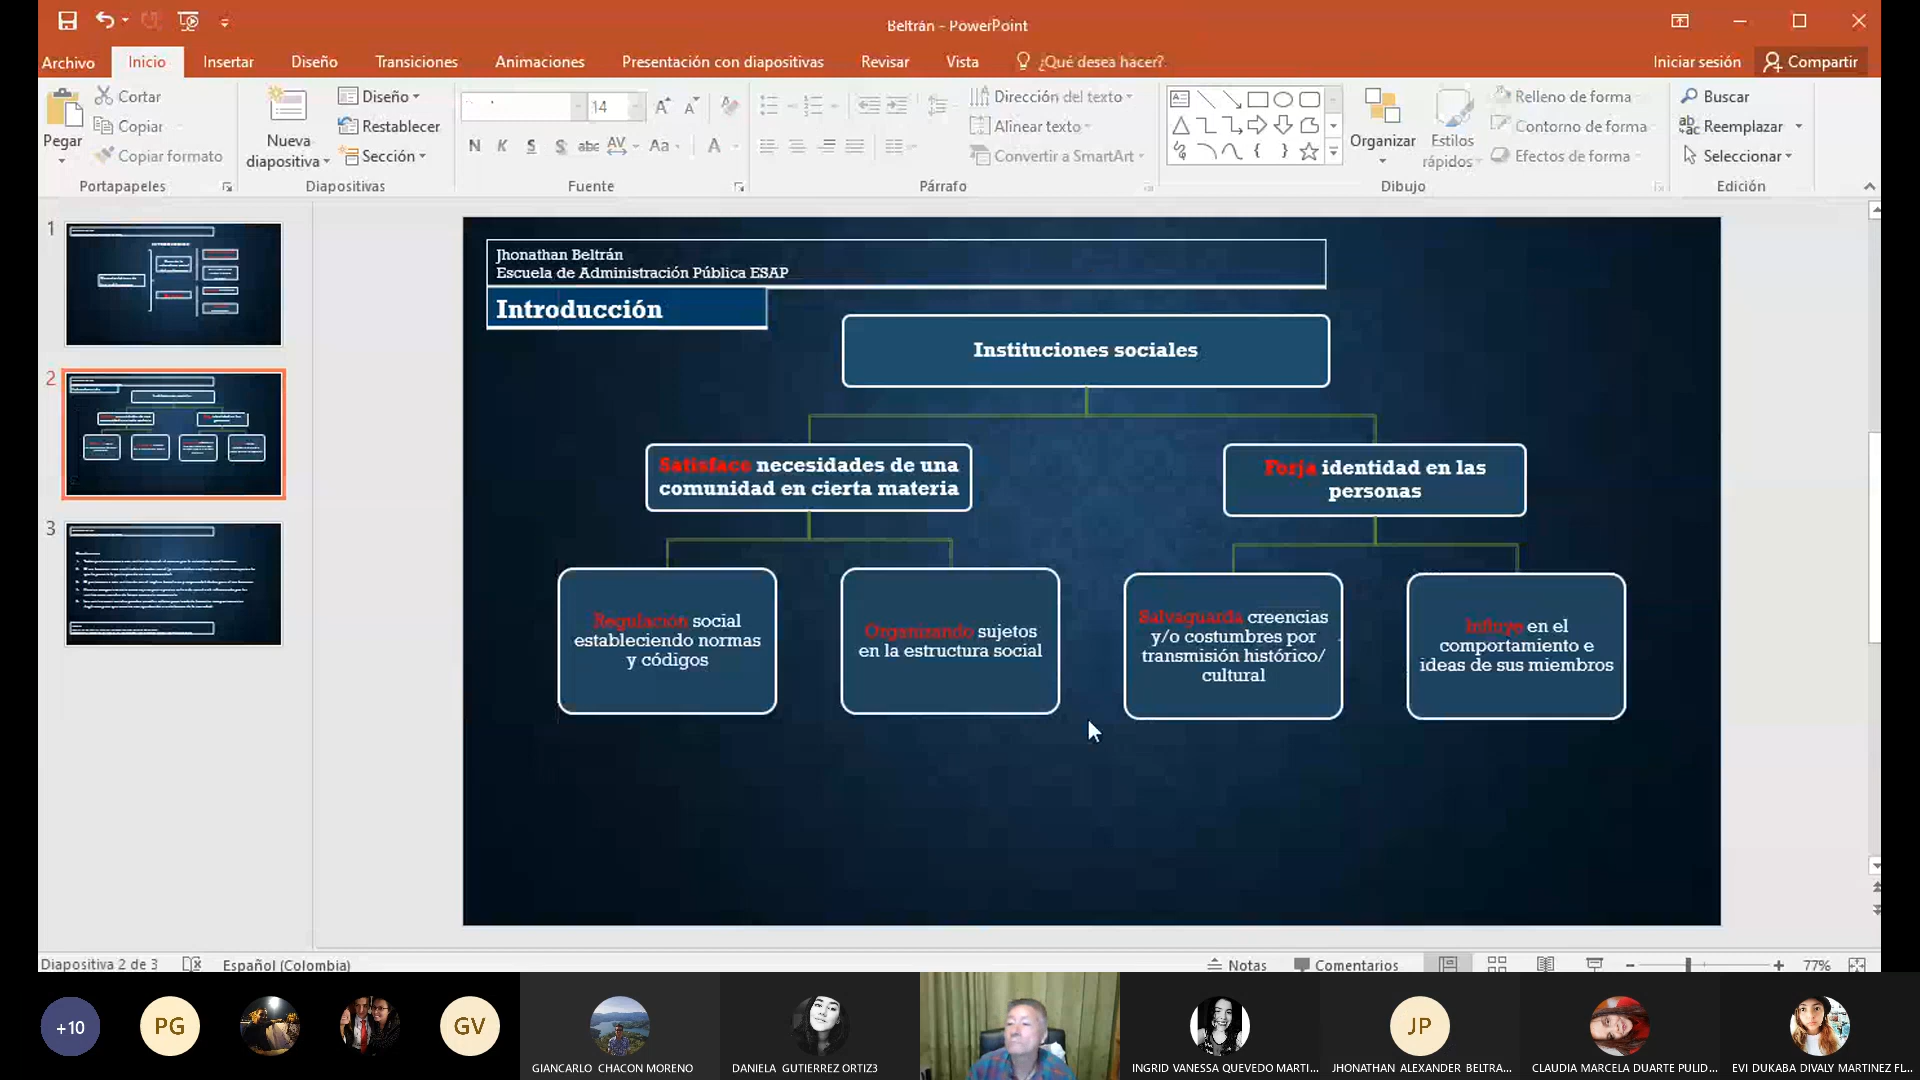 Beltrán - PowerPoint
Archivo
Inicio
Insertar
Diseño
Transiciones
Animaciones
Presentación con diapositivas
Revisar
Vista
¿Qué desea hacer?
Iniciar sesión
Compartir
Pegar
Cortar
Copiar
Copiar formato
Portapapeles
Nueva
diapositiva
Diseño
Restablecer
Sección
Diapositivas
14
N K S S abc AV Aa A
Fuente
Dirección del texto
Alinear texto
Convertir a SmartArt
Párrafo
Organizar
Estilos
rápidos
Relleno de forma
Contorno de forma
Efectos de forma
Dibujo
Buscar
Reemplazar
Seleccionar
Edición
1
2
3
Jhonathan Beltrán
Escuela de Administración Pública ESAP
Introducción
Instituciones sociales
Satisface necesidades de una
comunidad en cierta materia
Forja identidad en las
personas
Regulación social
estableciendo normas
y códigos
Organizando sujetos
en la estructura social
Salvaguarda creencias
y/o costumbres por
transmisión histórico/
cultural
Influye en el
comportamiento e
ideas de sus miembros
Diapositiva 2 de 3
Español (Colombia)
Notas
Comentarios
77%
+10
PG
GV
JP
GIANCARLO CHACON MORENO
DANIELA GUTIERREZ ORTIZ3
INGRID VANESSA QUEVEDO MARTI...
JHONATHAN ALEXANDER BELTRA...
CLAUDIA MARCELA DUARTE PULID...
EVI DUKABA DIVALY MARTINEZ FL...